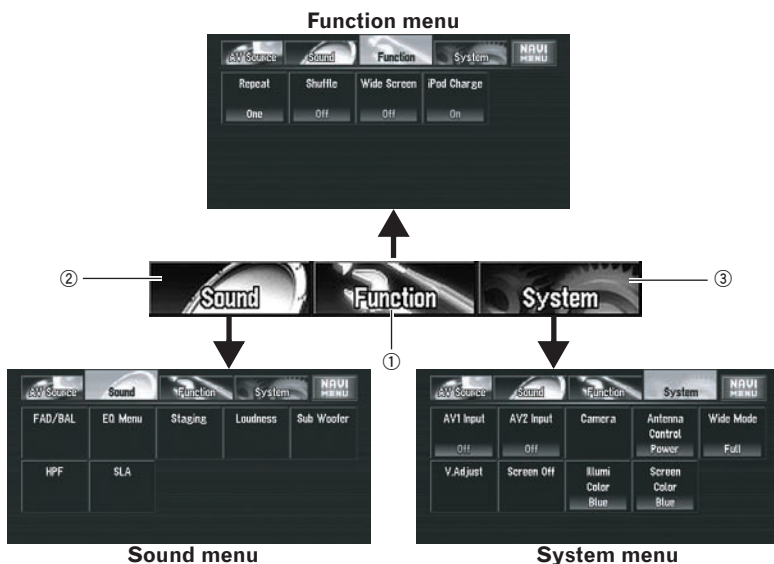 Function menu
AV Source Sound Function System NAVI MENU
Repeat Shuffle Wide Screen iPod Charge
One Off Off On
② Sound Function System ③
①
AV Source Sound Function System NAVI MENU
FAD/BAL EQ Menu Staging Loudness Sub Woofer
HPF SLA
Sound menu
AV Source Sound Function System NAVI MENU
AV1 Input AV2 Input Camera Antenna Control Wide Mode
Off Off Power Full
V.Adjust Screen Off Illumi Color Screen Color
Blue Blue
System menu